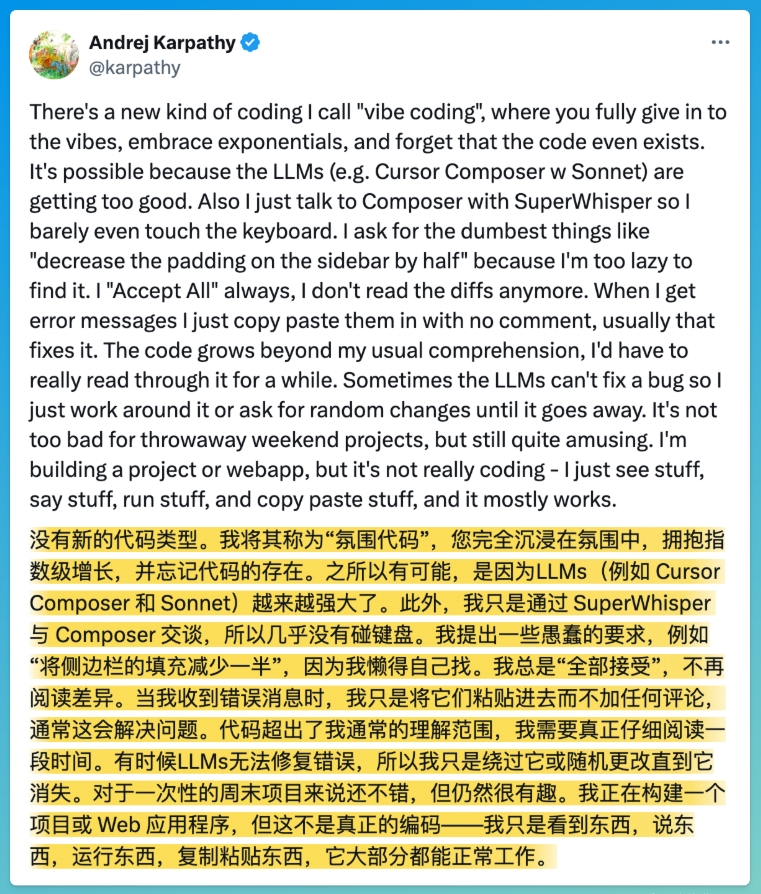 Andrej Karpathy
@karpathy
There's a new kind of coding I call "vibe coding", where you fully give in to
the vibes, embrace exponentials, and forget that the code even exists.
It's possible because the LLMs (e.g. Cursor Composer w Sonnet) are
getting too good. Also I just talk to Composer with SuperWhisper so I
barely even touch the keyboard. I ask for the dumbest things like
"decrease the padding on the sidebar by half" because I'm too lazy to
find it. I "Accept All" always, I don't read the diffs anymore. When I get
error messages I just copy paste them in with no comment, usually that
fixes it. The code grows beyond my usual comprehension, I'd have to
really read through it for a while. Sometimes the LLMs can't fix a bug so I
just work around it or ask for random changes until it goes away. It's not
too bad for throwaway weekend projects, but still quite amusing. I'm
building a project or webapp, but it's not really coding - I just see stuff,
say stuff, run stuff, and copy paste stuff, and it mostly works.
没有新的代码类型。我将其称为“氛围代码”，您完全沉浸在氛围中，拥抱指
数级增长，并忘记代码的存在。之所以有可能，是因为LLMs（例如 Cursor
Composer 和 Sonnet）越来越强大了。此外，我只是通过 SuperWhisper
与 Composer 交谈，所以几乎没有碰键盘。我提出一些愚蠢的要求，例如
“将侧边栏的填充减少一半”，因为我懒得自己找。我总是“全部接受”，不再
阅读差异。当我收到错误消息时，我只是将它们粘贴进去而不加任何评论，
通常这会解决问题。代码超出了我通常的理解范围，我需要真正仔细阅读一
段时间。有时候LLMs无法修复错误，所以我只是绕过它或随机更改直到它
消失。对于一次性的周末项目来说还不错，但仍然很有趣。我正在构建一个
项目或 Web 应用程序，但这不是真正的编码——我只是看到东西，说东
西，运行东西，复制粘贴东西，它大部分都能正常工作。